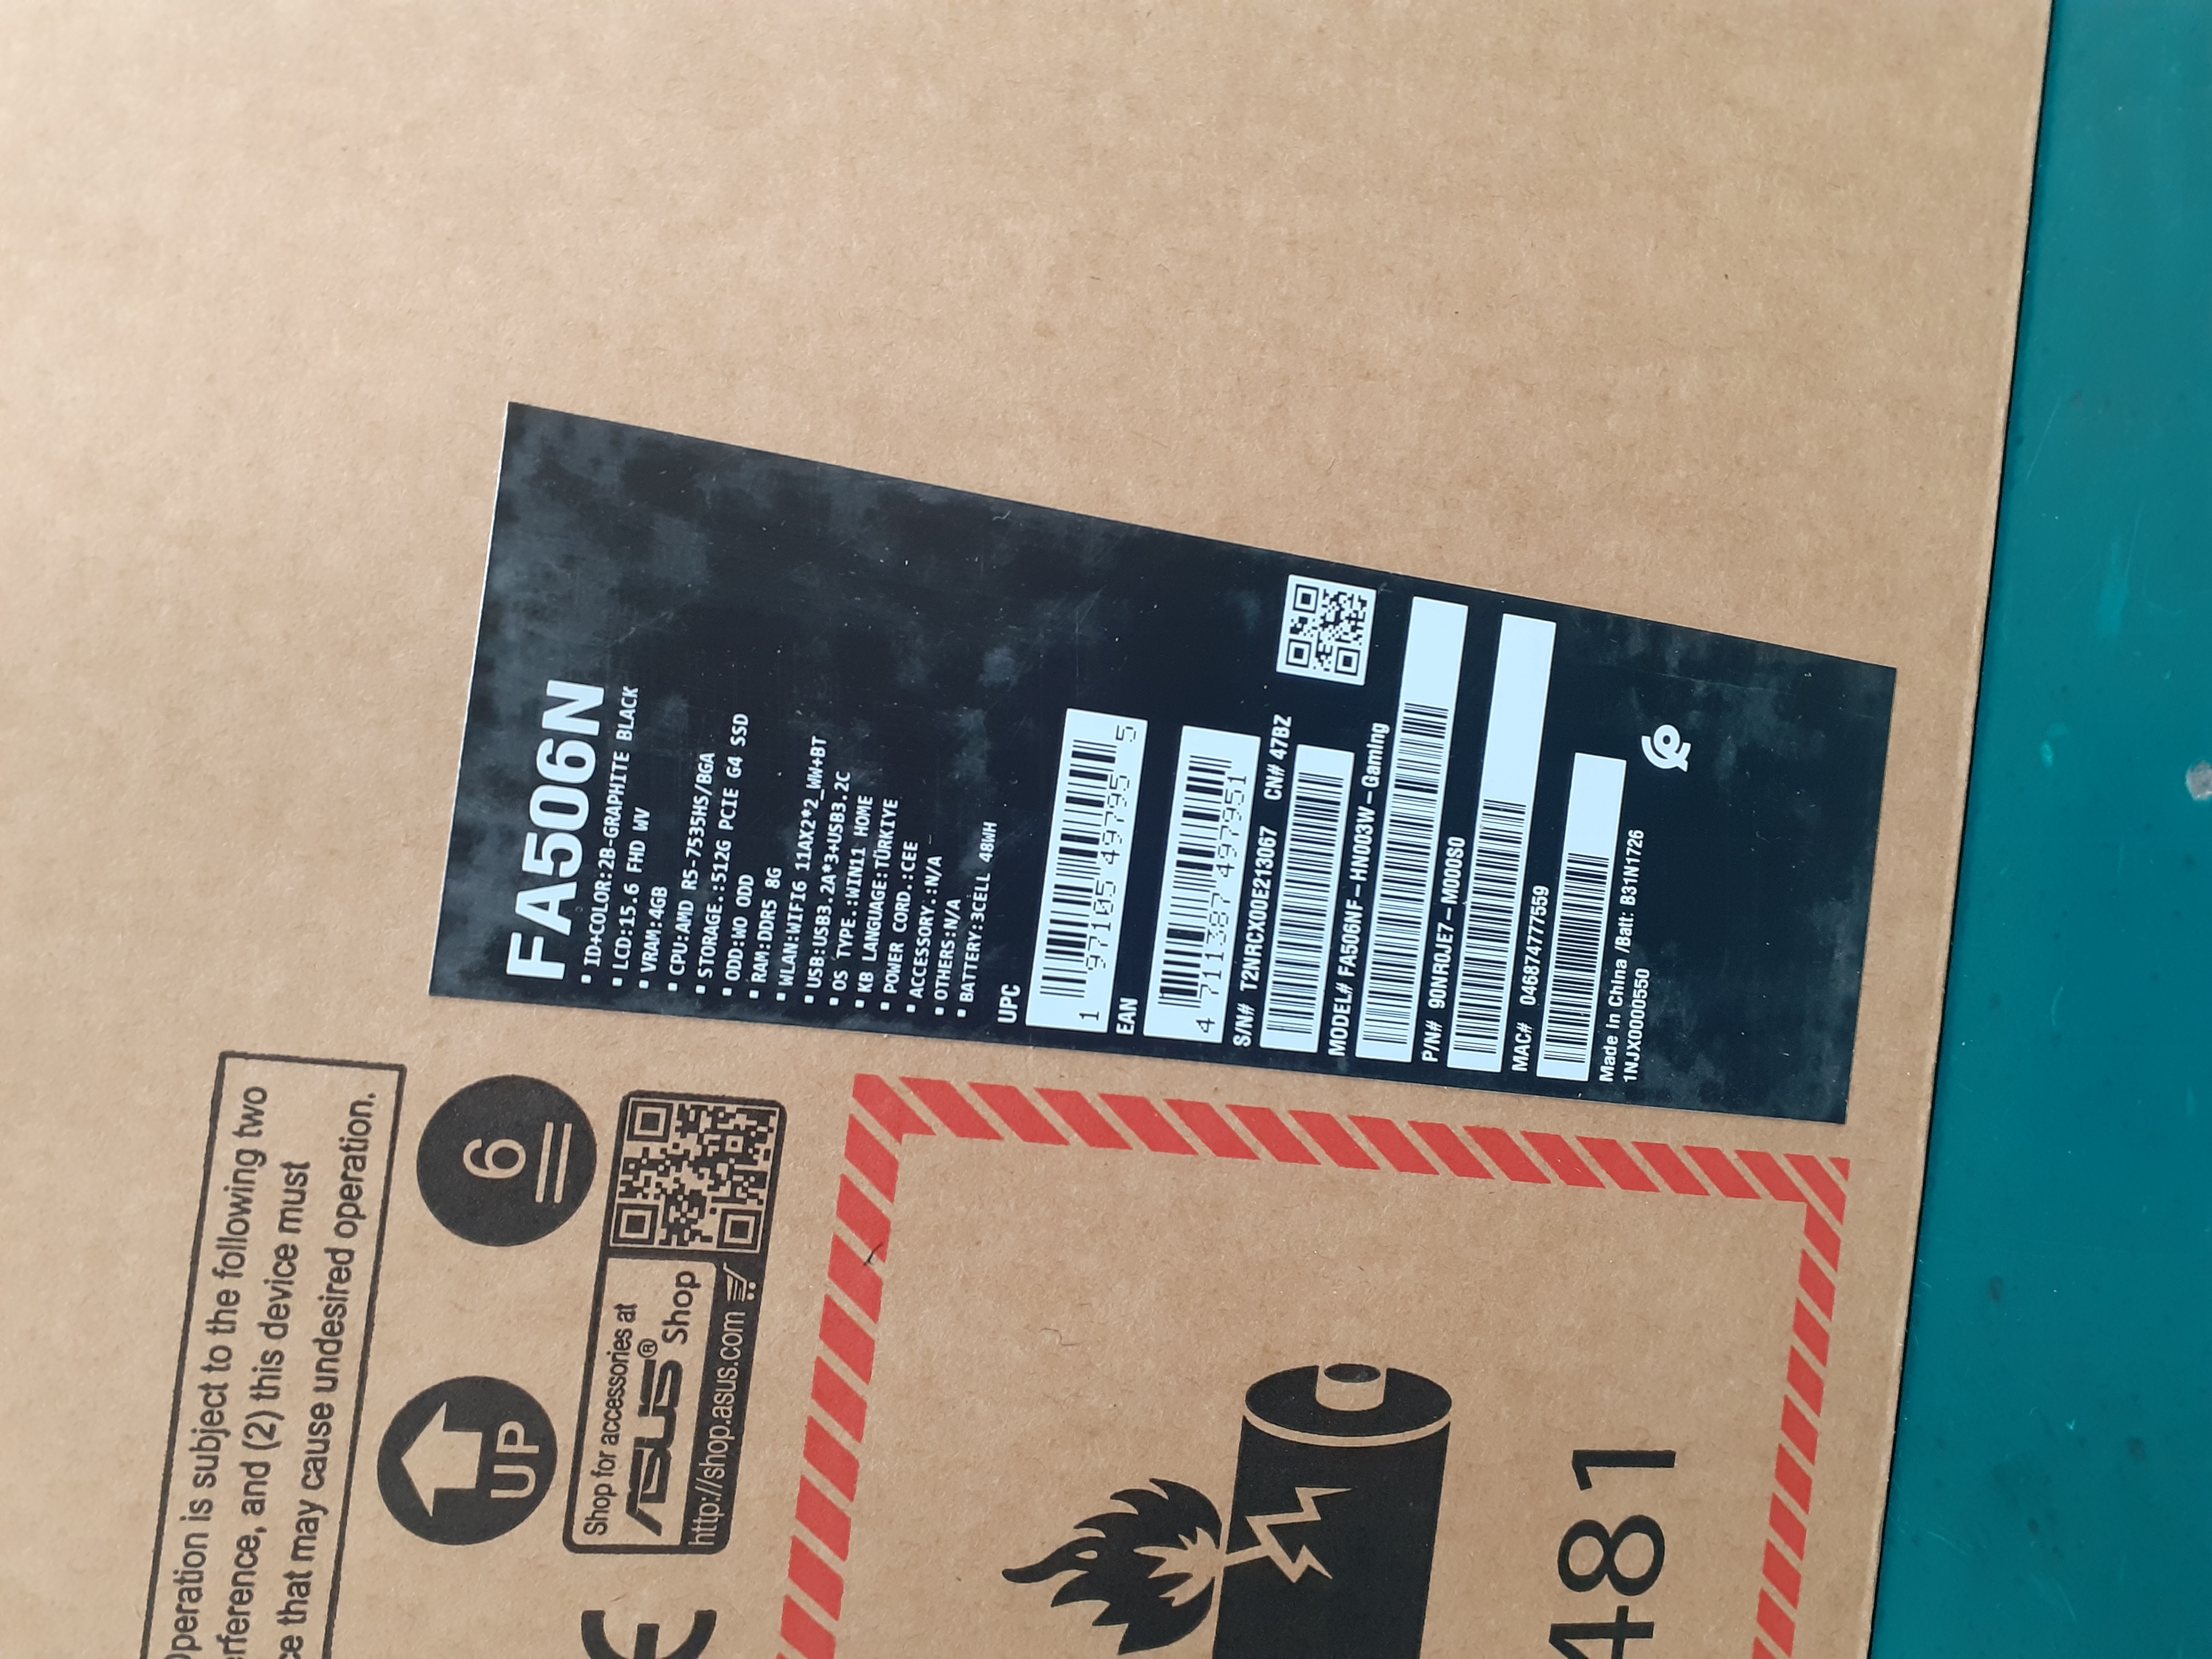 FA506N
▪ ID+COLOR:2B-GRAPHITE BLACK
▪ LCD:15.6 FHD WV
▪ VRAM:4GB
▪ CPU:AMD R5-7535HS/BGA
▪ STORAGE.:512G PCIE G4 SSD
▪ ODD:WO ODD
▪ RAM:DDR5 8G
▪ WLAN:WIFI6 11AX2*2_WW+BT
▪ USB:USB3.2A*3+USB3.2C
▪ OS TYPE.:WIN11 HOME
▪ KB LANGUAGE:TÜRKIYE
▪ POWER CORD.:CEE
▪ ACCESSORY.:N/A
▪ OTHERS:N/A
▪ BATTERY:3CELL 48WH
UPC
1 97105 49795 5
EAN
4 711387 497951
S/N# T2NRCX00E213067 CN# 47BZ
MODEL# FA506NF-HN003W-Gaming
P/N# 90NR0JE7-M000S0
MAC# 046874777559
Made in China /Batt: B31N1726
1NJX0000550
Operation is subject to the following two
and (2) this device must
that may cause undesired operation.
UP
6
Shop for accessories at
ASUS® Shop
http://shop.asus.com
CE
481